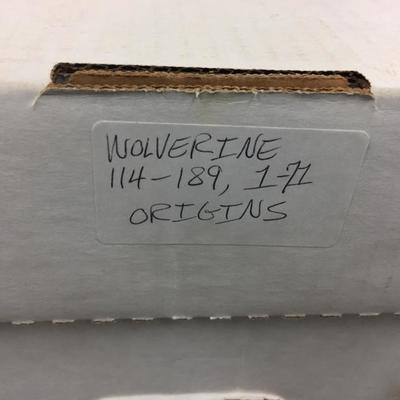 WOLVERINE
114-189, 1-71
ORIGINS